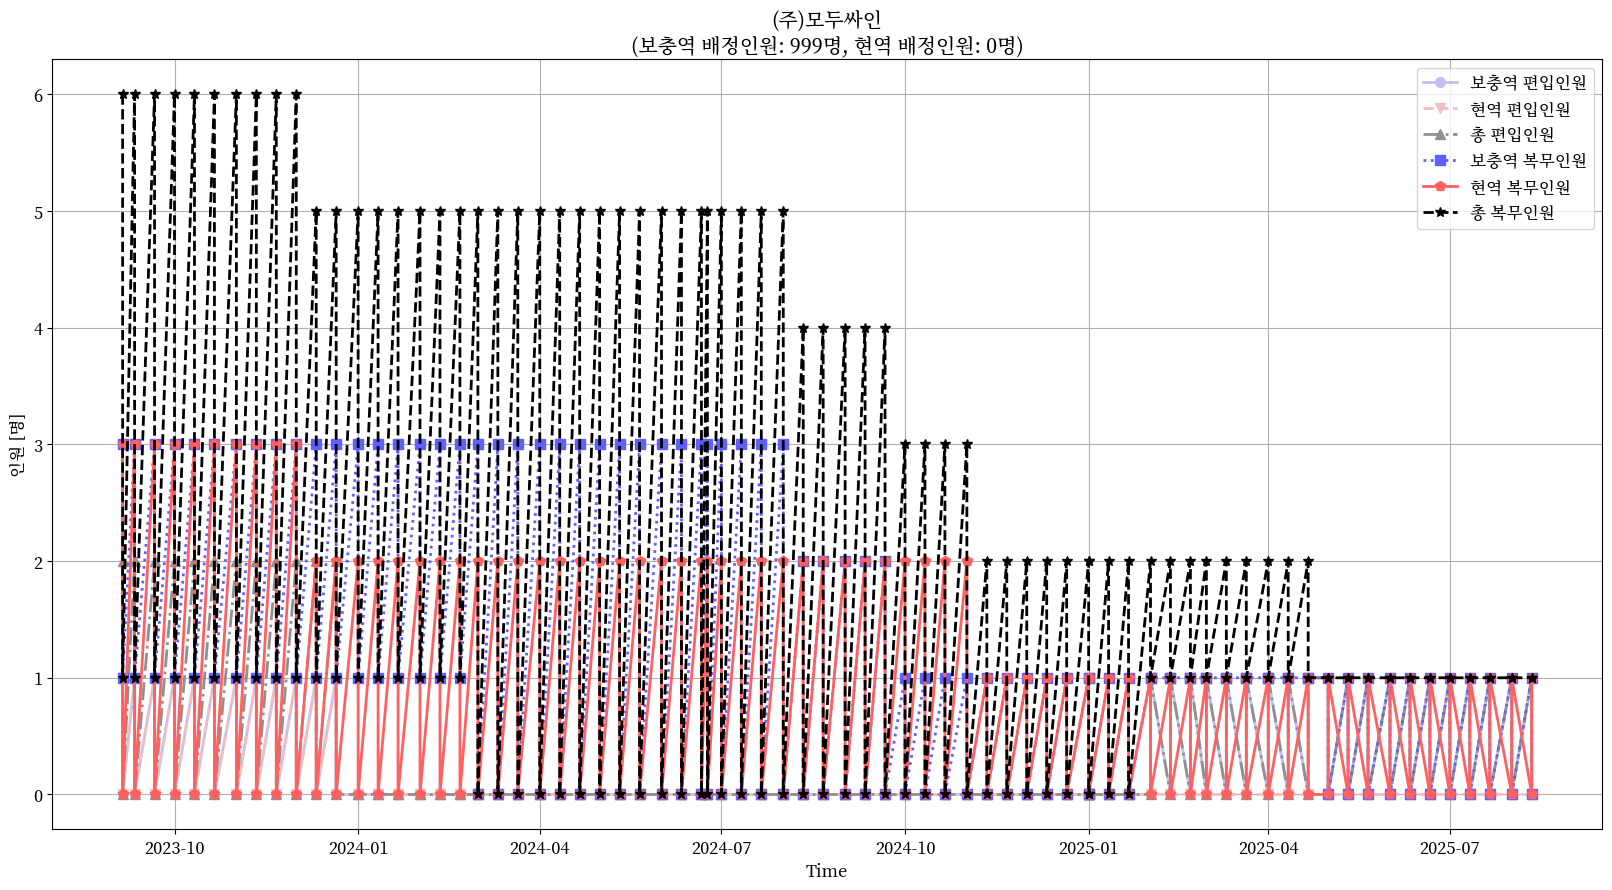 (주)모두싸인
(보충역 배정인원: 999명, 현역 배정인원: 0명)
인원 [명]
6
5
4
3
2
1
0
보충역 편입인원
현역 편입인원
총 편입인원
보충역 복무인원
현역 복무인원
총 복무인원
2023-10
2024-01
2024-04
2024-07
2024-10
2025-01
2025-04
2025-07
Time